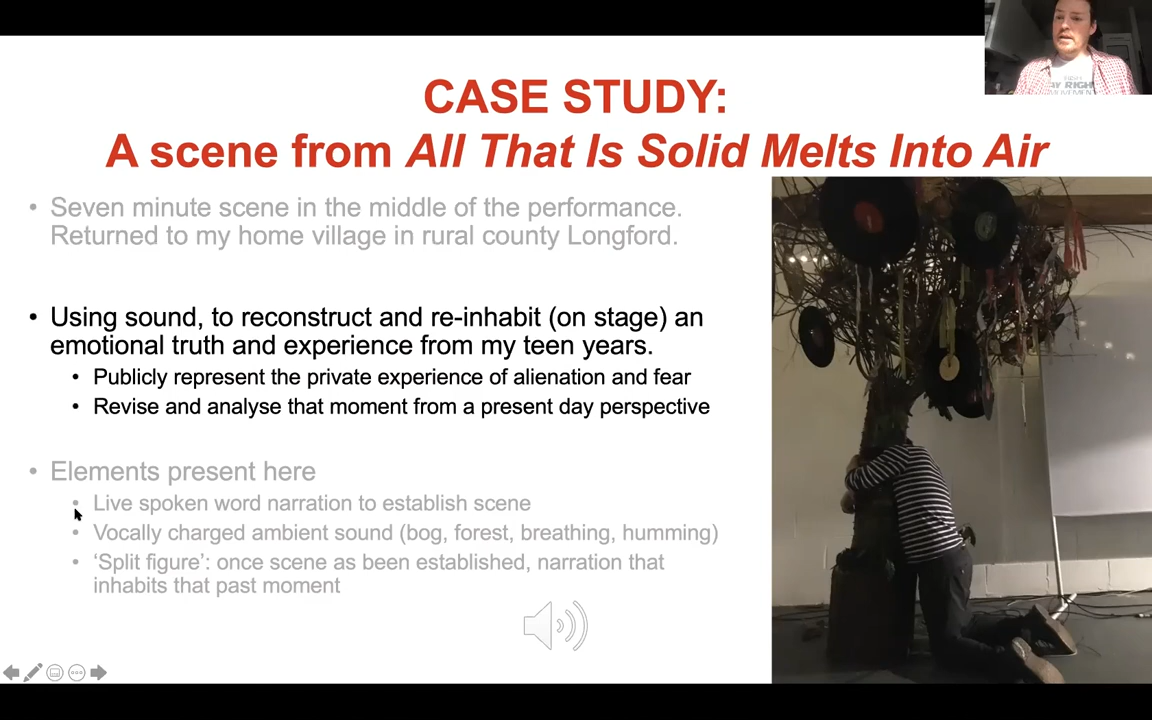 CASE STUDY:
A scene from All That Is Solid Melts Into Air
• Seven minute scene in the middle of the performance.
Returned to my home village in rural county Longford.
• Using sound, to reconstruct and re-inhabit (on stage) an
emotional truth and experience from my teen years.
• Publicly represent the private experience of alienation and fear
• Revise and analyse that moment from a present day perspective
• Elements present here
• Live spoken word narration to establish scene
• Vocally charged ambient sound (bog, forest, breathing, humming)
• ‘Split figure’: once scene as been established, narration that
inhabits that past moment